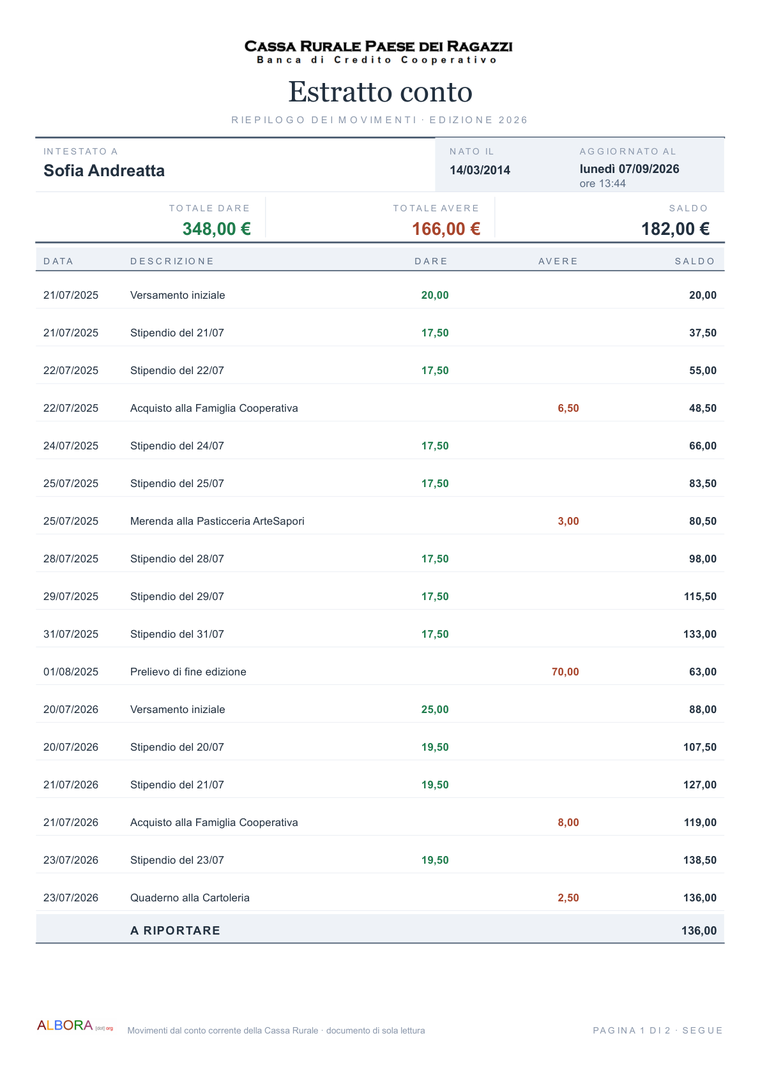 CASSA RURALE PAESE DEI RAGAZZI
Banca di Credito Cooperativo
Estratto conto
RIEPILOGO DEI MOVIMENTI · EDIZIONE 2026
INTESTATO A NATO IL AGGIORNATO AL
Sofia Andreatta 14/03/2014 lunedì 07/09/2026
ore 13:44
TOTALE DARE TOTALE AVERE SALDO
348,00 € 166,00 € 182,00 €
DATA DESCRIZIONE DARE AVERE SALDO
21/07/2025 Versamento iniziale 20,00 20,00
21/07/2025 Stipendio del 21/07 17,50 37,50
22/07/2025 Stipendio del 22/07 17,50 55,00
22/07/2025 Acquisto alla Famiglia Cooperativa 6,50 48,50
24/07/2025 Stipendio del 24/07 17,50 66,00
25/07/2025 Stipendio del 25/07 17,50 83,50
25/07/2025 Merenda alla Pasticceria ArteSapori 3,00 80,50
28/07/2025 Stipendio del 28/07 17,50 98,00
29/07/2025 Stipendio del 29/07 17,50 115,50
31/07/2025 Stipendio del 31/07 17,50 133,00
01/08/2025 Prelievo di fine edizione 70,00 63,00
20/07/2026 Versamento iniziale 25,00 88,00
20/07/2026 Stipendio del 20/07 19,50 107,50
21/07/2026 Stipendio del 21/07 19,50 127,00
21/07/2026 Acquisto alla Famiglia Cooperativa 8,00 119,00
23/07/2026 Stipendio del 23/07 19,50 138,50
23/07/2026 Quaderno alla Cartoleria 2,50 136,00
A RIPORTARE 136,00
ALBORA [dot] org Movimenti dal conto corrente della Cassa Rurale · documento di sola lettura PAGINA 1 DI 2 · SEGUE